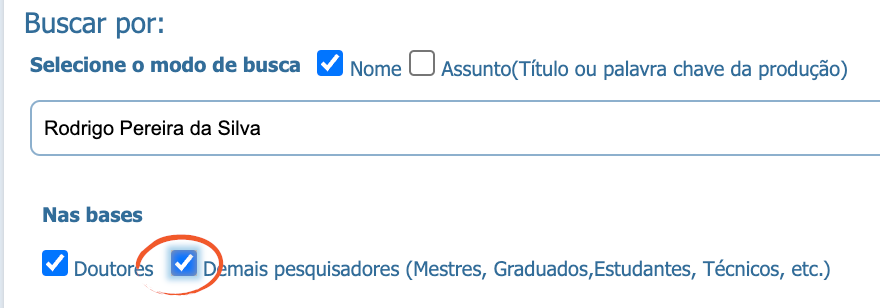 Buscar por:
Selecione o modo de busca Nome Assunto(Título ou palavra chave da produção)
Rodrigo Pereira da Silva
Nas bases
Doutores Demais pesquisadores (Mestres, Graduados,Estudantes, Técnicos, etc.)